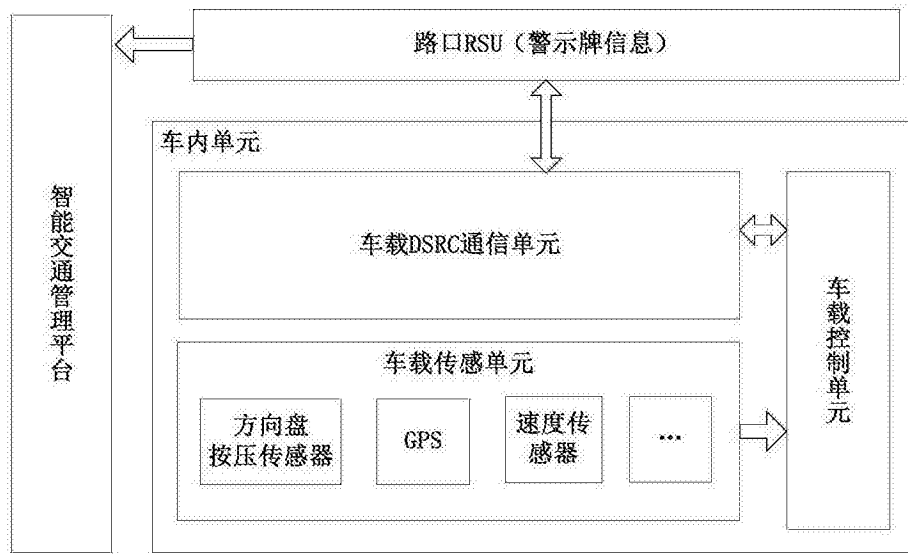 路口RSU（警示牌信息）
智能交通管理平台
车内单元
车载DSRC通信单元
车载控制单元
车载传感单元
方向盘
按压传感器
GPS
速度传
感器
...